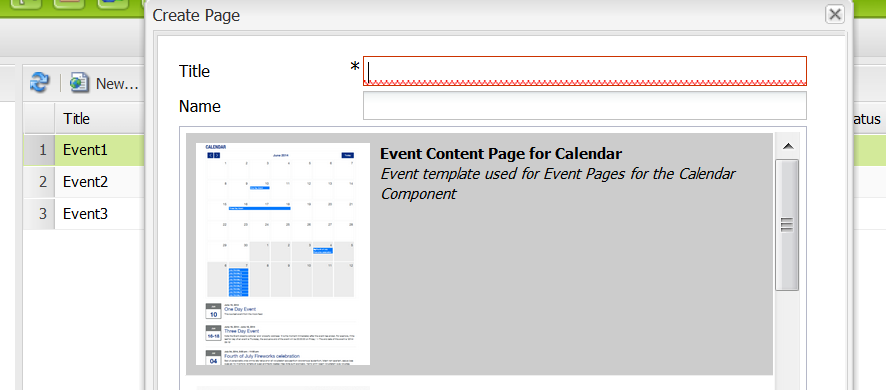 Create Page
Title *
Name
New...
Title
atus
1 Event1
2 Event2
3 Event3
Event Content Page for Calendar
Event template used for Event Pages for the Calendar
Component
CALENDAR
June 2014
10
One Day Event
16-18
Three Day Event
04
Fourth of July Fireworks celebration